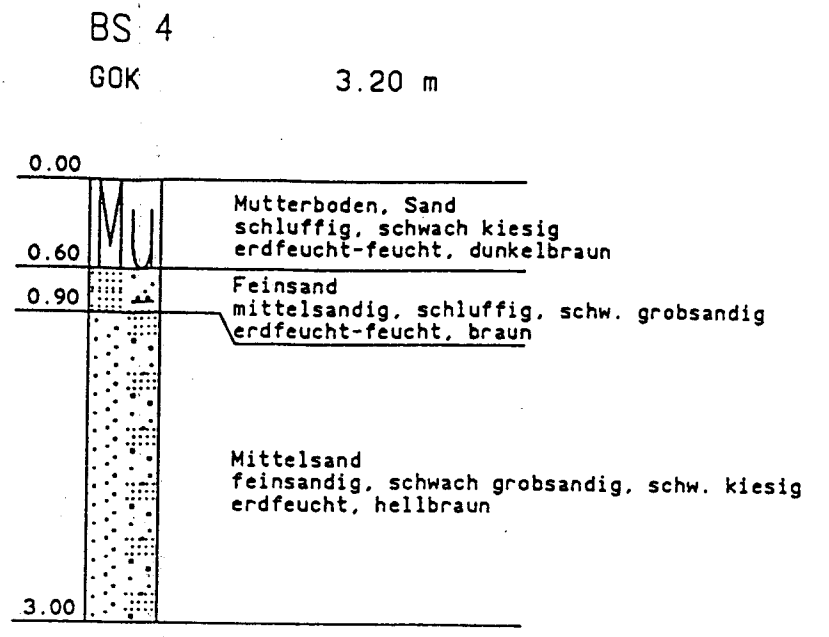 BS 4
GOK 3.20 m
0.00
Mutterboden, Sand
schluffig, schwach kiesig
erdfeucht-feucht, dunkelbraun
0.60
Feinsand
0.90
mittelsandig, schluffig, schw. grobsandig
erdfeucht-feucht, braun
Mittelsand
feinsandig, schwach grobsandig, schw. kiesig
erdfeucht, hellbraun
3.00